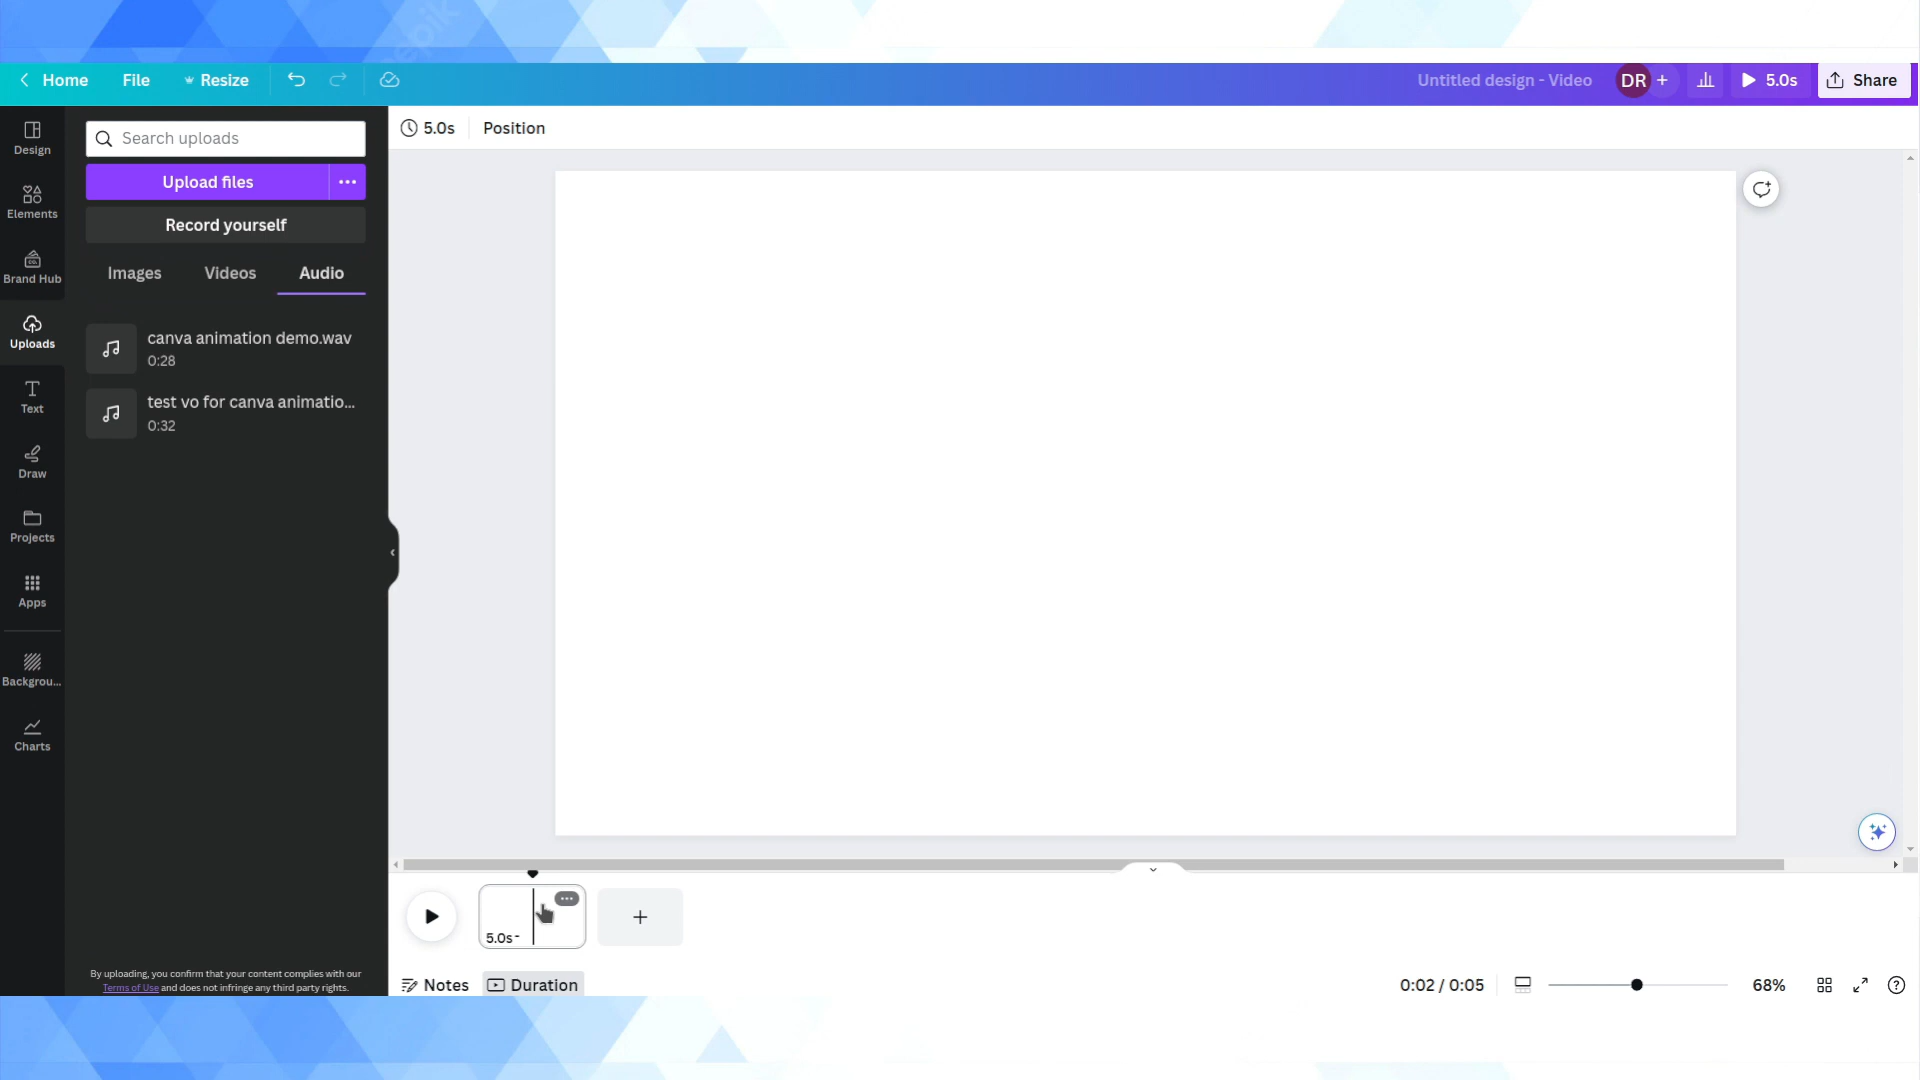 Home File Resize Untitled design - Video DR + 5.0s Share
Search uploads
Upload files
Record yourself
Images Videos Audio
canva animation demo.wav
0:28
test vo for canva animatio...
0:32
By uploading, you confirm that your content complies with our
Terms of Use and does not infringe any third party rights.
Design
Elements
Brand Hub
Uploads
Text
Draw
Projects
Apps
Backgrou...
Charts
5.0s Position
5.0s
Notes Duration 0:02 / 0:05 68%